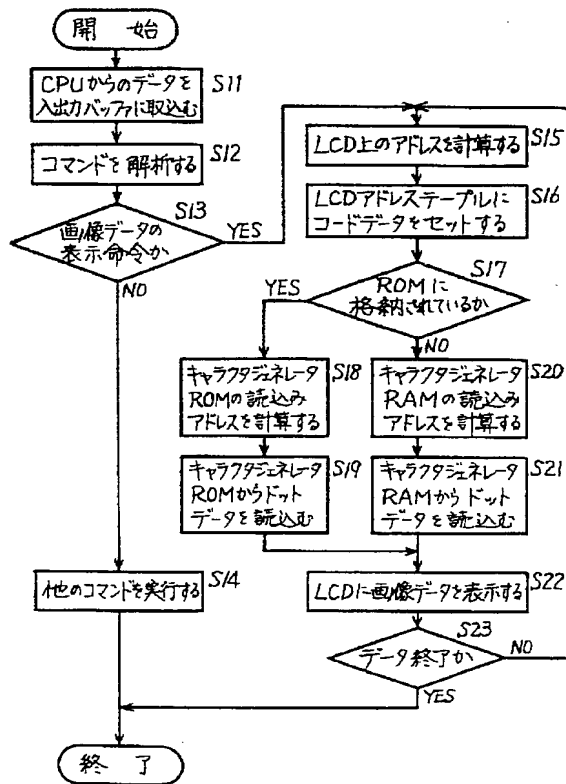 開始
CPUからのデータを
入出力バッファに取込む
S11
コマンドを解析する
S12
画像データの
表示命令か
S13
YES
NO
他のコマンドを実行する
S14
終了
LCD上のアドレスを計算する
S15
LCDアドレステーブルに
コードデータをセットする
S16
ROMに
格納されているか
S17
YES
NO
キャラクタジェネレータ
ROMの読込み
アドレスを計算する
S18
キャラクタジェネレータ
ROMからドット
データを読込む
S19
キャラクタジェネレータ
RAMの読込み
アドレスを計算する
S20
キャラクタジェネレータ
RAMからドット
データを読込む
S21
LCDに画像データを表示する
S22
データ終了か
S23
NO
YES